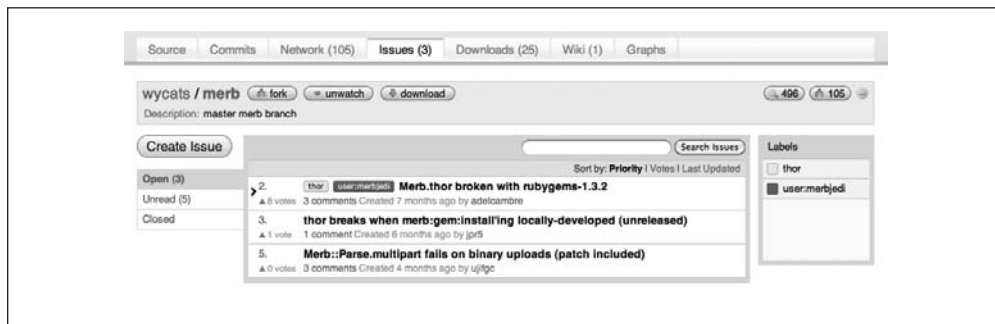 Source Commits Network (105) Issues (3) Downloads (25) Wiki (1) Graphs
wycats / merb fork unwatch download 496 105
Description: master merb branch
Create Issue
Search Issues
Labels
Sort by: Priority | Votes | Last Updated
thor
user:merbjedi
Open (3)
Unread (5)
Closed
2. thor user:merbjedi Merb.thor broken with rubygems-1.3.2
▲ 8 votes 3 comments Created 7 months ago by adelcambre
3. thor breaks when merb:gem:install'ing locally-developed (unreleased)
▲ 1 vote 1 comment Created 6 months ago by jpr5
5. Merb::Parse.multipart fails on binary uploads (patch included)
▲ 0 votes 3 comments Created 4 months ago by ujifgc